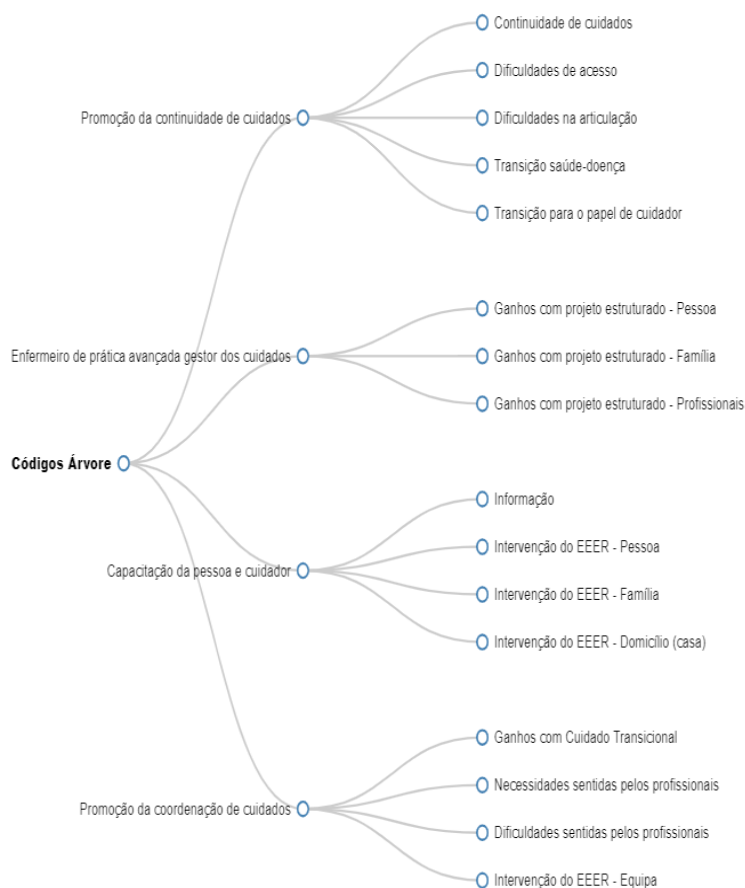 Códigos Árvore
Promoção da continuidade de cuidados
Continuidade de cuidados
Dificuldades de acesso
Dificuldades na articulação
Transição saúde-doença
Transição para o papel de cuidador
Enfermeiro de prática avançada gestor dos cuidados
Ganhos com projeto estruturado - Pessoa
Ganhos com projeto estruturado - Família
Ganhos com projeto estruturado - Profissionais
Capacitação da pessoa e cuidador
Informação
Intervenção do EEER - Pessoa
Intervenção do EEER - Família
Intervenção do EEER - Domicílio (casa)
Promoção da coordenação de cuidados
Ganhos com Cuidado Transicional
Necessidades sentidas pelos profissionais
Dificuldades sentidas pelos profissionais
Intervenção do EEER - Equipa